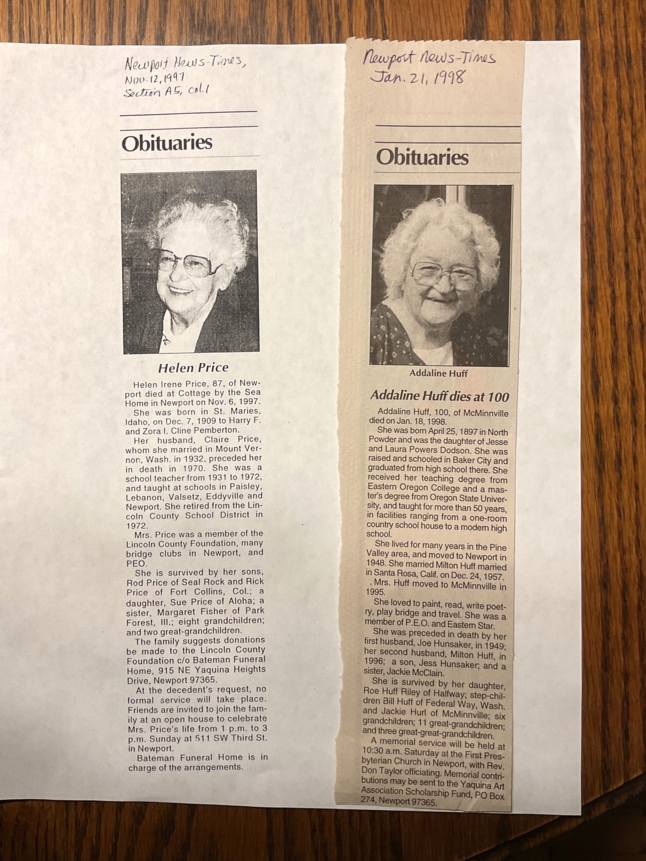 Newport News-Times,
Nov. 12, 1997
Section A5, col. 1
Obituaries
Helen Price
Helen Irene Price, 87, of New-
port died at Cottage by the Sea
Home in Newport on Nov. 6, 1997.
She was born in St. Maries,
Idaho, on Dec. 7, 1909 to Harry F.
and Zora I. Cline Pemberton.
Her husband, Claire Price,
whom she married in Mount Ver-
non, Wash. in 1932, preceded her
in death in 1970. She was a
school teacher from 1931 to 1972,
and taught at schools in Paisley,
Lebanon, Valsetz, Eddyville and
Newport. She retired from the Lin-
coln County School District in
1972.
Mrs. Price was a member of the
Lincoln County Foundation, many
bridge clubs in Newport, and
PEO.
She is survived by her sons,
Rod Price of Seal Rock and Rick
Price of Fort Collins, Col.; a
daughter, Sue Price of Aloha; a
sister, Margaret Fisher of Park
Forest, Ill.; eight grandchildren;
and two great-grandchildren.
The family suggests donations
be made to the Lincoln County
Foundation c/o Bateman Funeral
Home, 915 NE Yaquina Heights
Drive, Newport 97365.
At the decedent's request, no
formal service will take place.
Friends are invited to join the fam-
ily at an open house to celebrate
Mrs. Price's life from 1 p.m. to 3
p.m. Sunday at 511 SW Third St.
in Newport.
Bateman Funeral Home is in
charge of the arrangements.
Newport News-Times
Jan. 21, 1998
Obituaries
Addaline Huff
Addaline Huff dies at 100
Addaline Huff, 100, of McMinnville
died on Jan. 18, 1998.
She was born April 25, 1897 in North
Powder and was the daughter of Jesse
and Laura Powers Dodson. She was
raised and schooled in Baker City and
graduated from high school there. She
received her teaching degree from
Eastern Oregon College and a mas-
ter's degree from Oregon State Univer-
sity, and taught for more than 50 years,
in facilities ranging from a one-room
country school house to a modern high
school.
She lived for many years in the Pine
Valley area, and moved to Newport in
1948. She married Milton Huff married
in Santa Rosa, Calif. on Dec. 24, 1957.
Mrs. Huff moved to McMinnville in
1995.
She loved to paint, read, write poet-
ry, play bridge and travel. She was a
member of P.E.O. and Eastern Star.
She was preceded in death by her
first husband, Joe Hunsaker, in 1949;
her second husband, Milton Huff, in
1996; a son, Jess Hunsaker; and a
sister, Jackie McClain.
She is survived by her daughter,
Roe Huff Riley of Halfway; step-chil-
dren Bill Huff of Federal Way, Wash.
and Jackie Hurl of McMinnville; six
grandchildren; 11 great-grandchildren;
and three great-great-grandchildren.
A memorial service will be held at
10:30 a.m. Saturday at the First Pres-
byterian Church in Newport, with Rev.
Don Taylor officiating. Memorial contri-
butions may be sent to the Yaquina Art
Association Scholarship Fund, PO Box
274, Newport 97365.